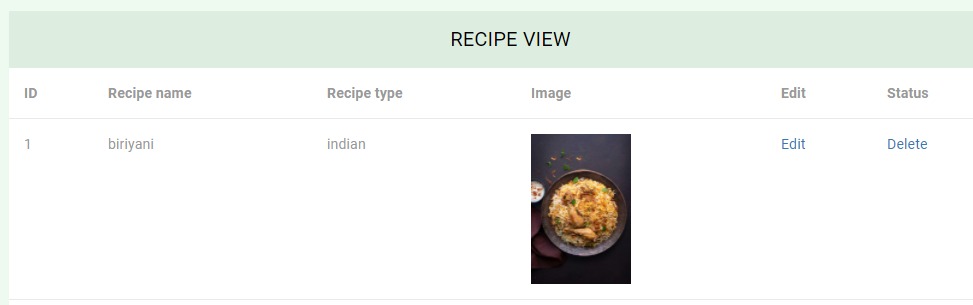 RECIPE VIEW
ID Recipe name Recipe type Image Edit Status
1 biriyani indian Edit Delete